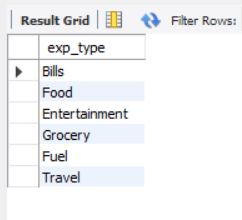 Result Grid Filter Rows:
exp_type
Bills
Food
Entertainment
Grocery
Fuel
Travel